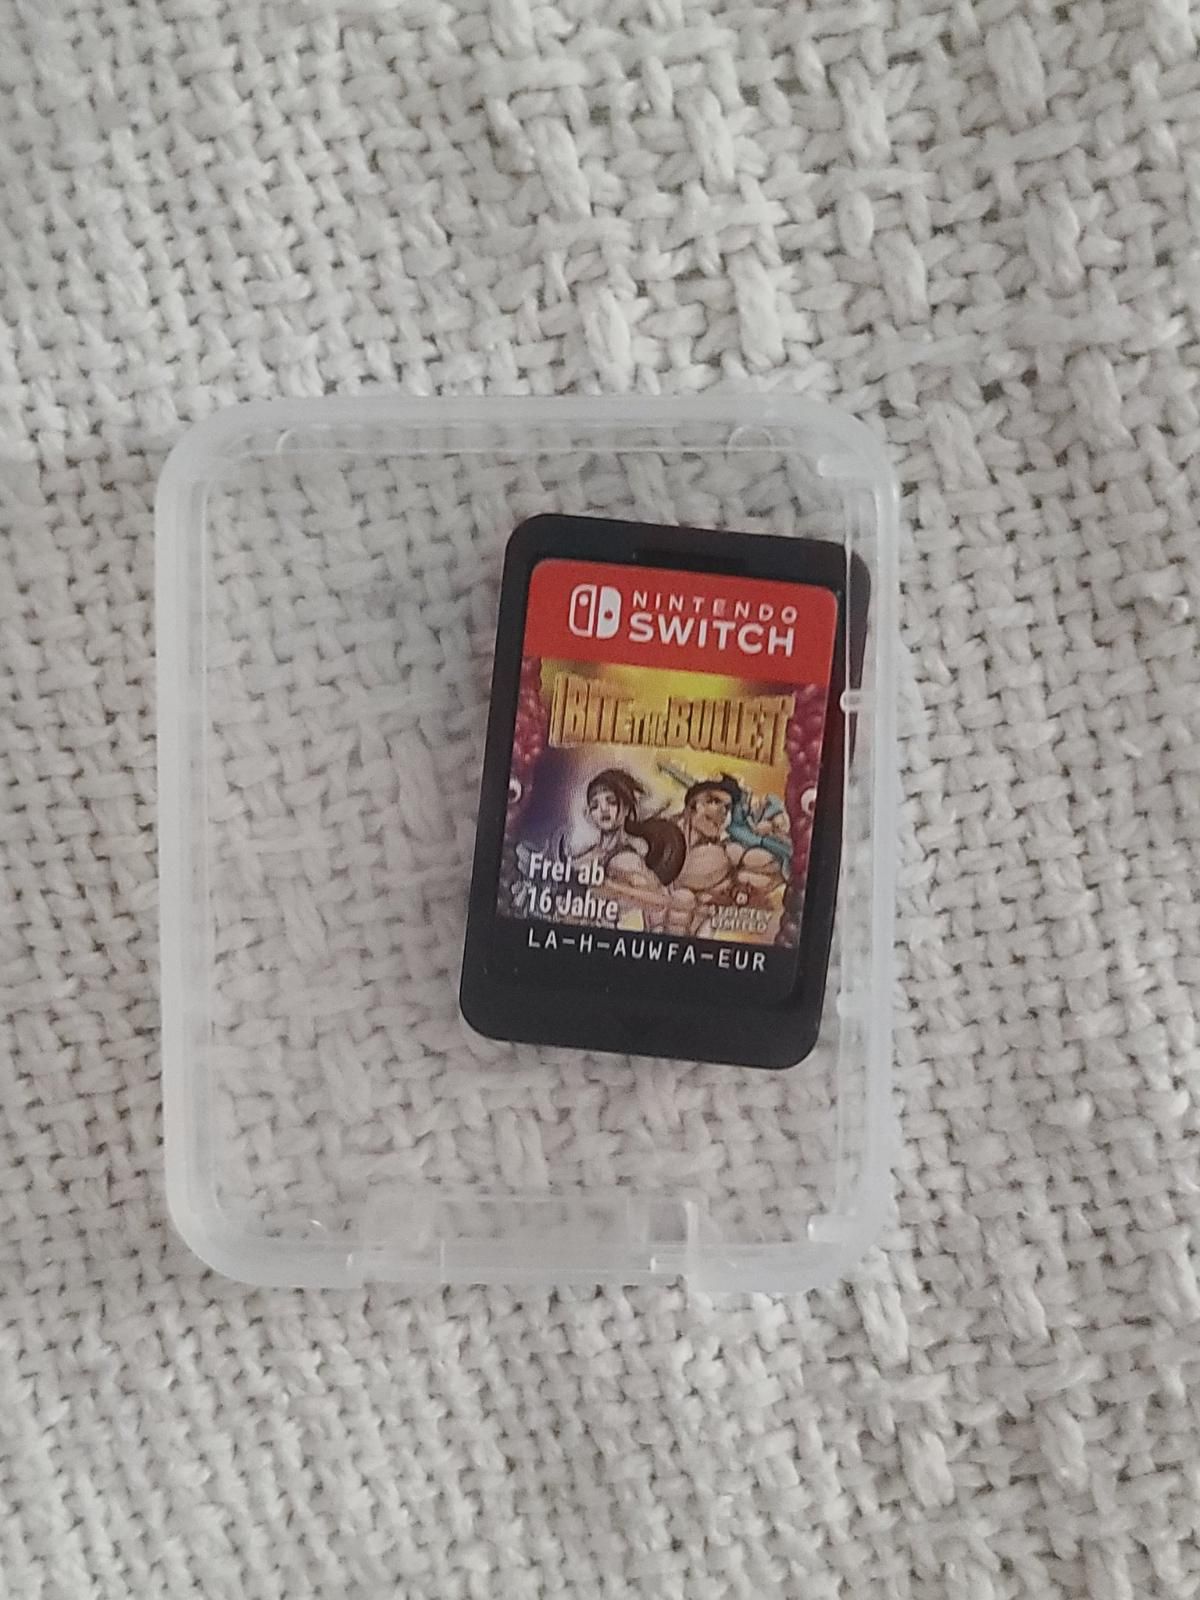 NINTENDO
SWITCH
BITE THE BULLET
Frei ab
16 Jahre
STRICTLY
LIMITED
LA-H-AUWFA-EUR